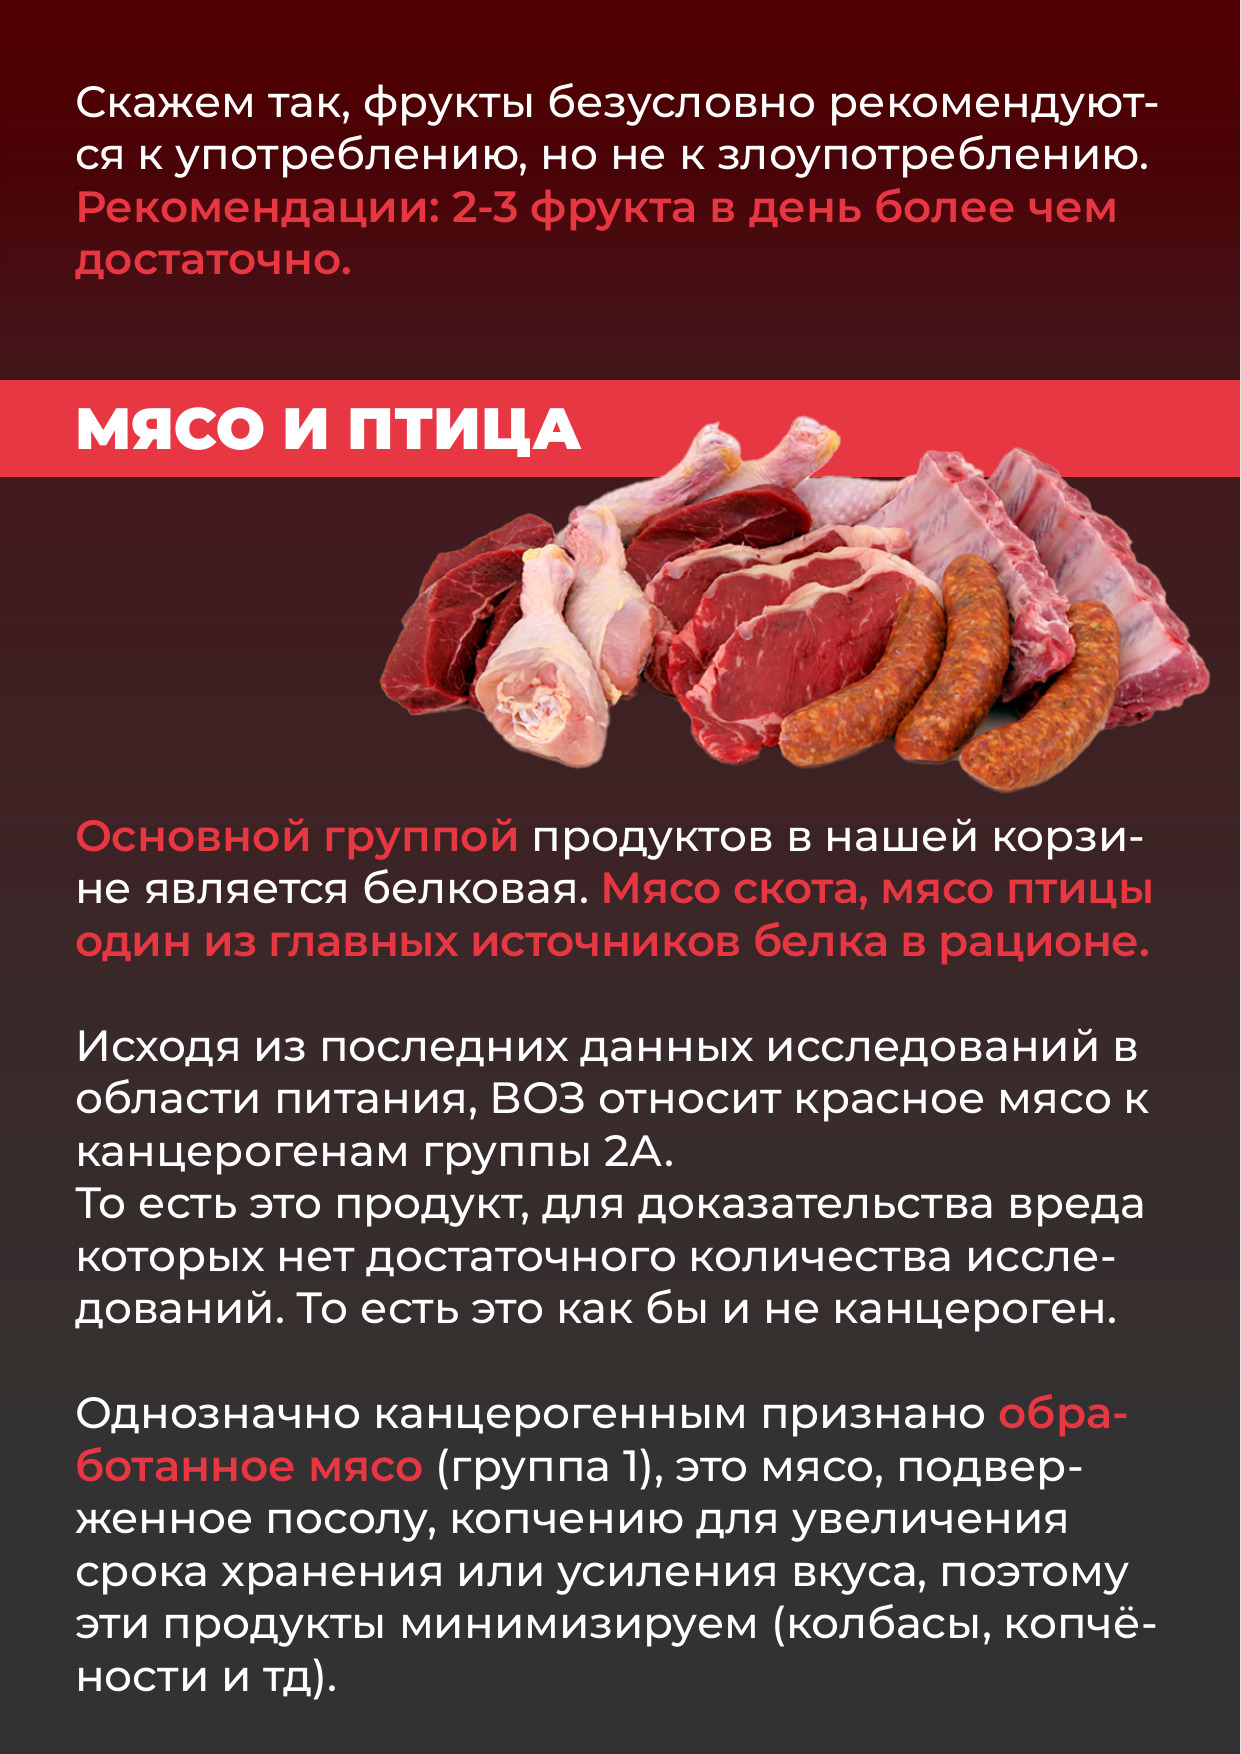 Скажем так, фрукты безусловно рекомендуют-
ся к употреблению, но не к злоупотреблению.
Рекомендации: 2-3 фрукта в день более чем
достаточно.
МЯСО И ПТИЦА
Основной группой продуктов в нашей корзи-
не является белковая. Мясо скота, мясо птицы
один из главных источников белка в рационе.
Исходя из последних данных исследований в
области питания, ВОЗ относит красное мясо к
канцерогенам группы 2А.
То есть это продукт, для доказательства вреда
которых нет достаточного количества иссле-
дований. То есть это как бы и не канцероген.
Однозначно канцерогенным признано обра-
ботанное мясо (группа 1), это мясо, подвер-
женное посолу, копчению для увеличения
срока хранения или усиления вкуса, поэтому
эти продукты минимизируем (колбасы, копчё-
ности и тд).